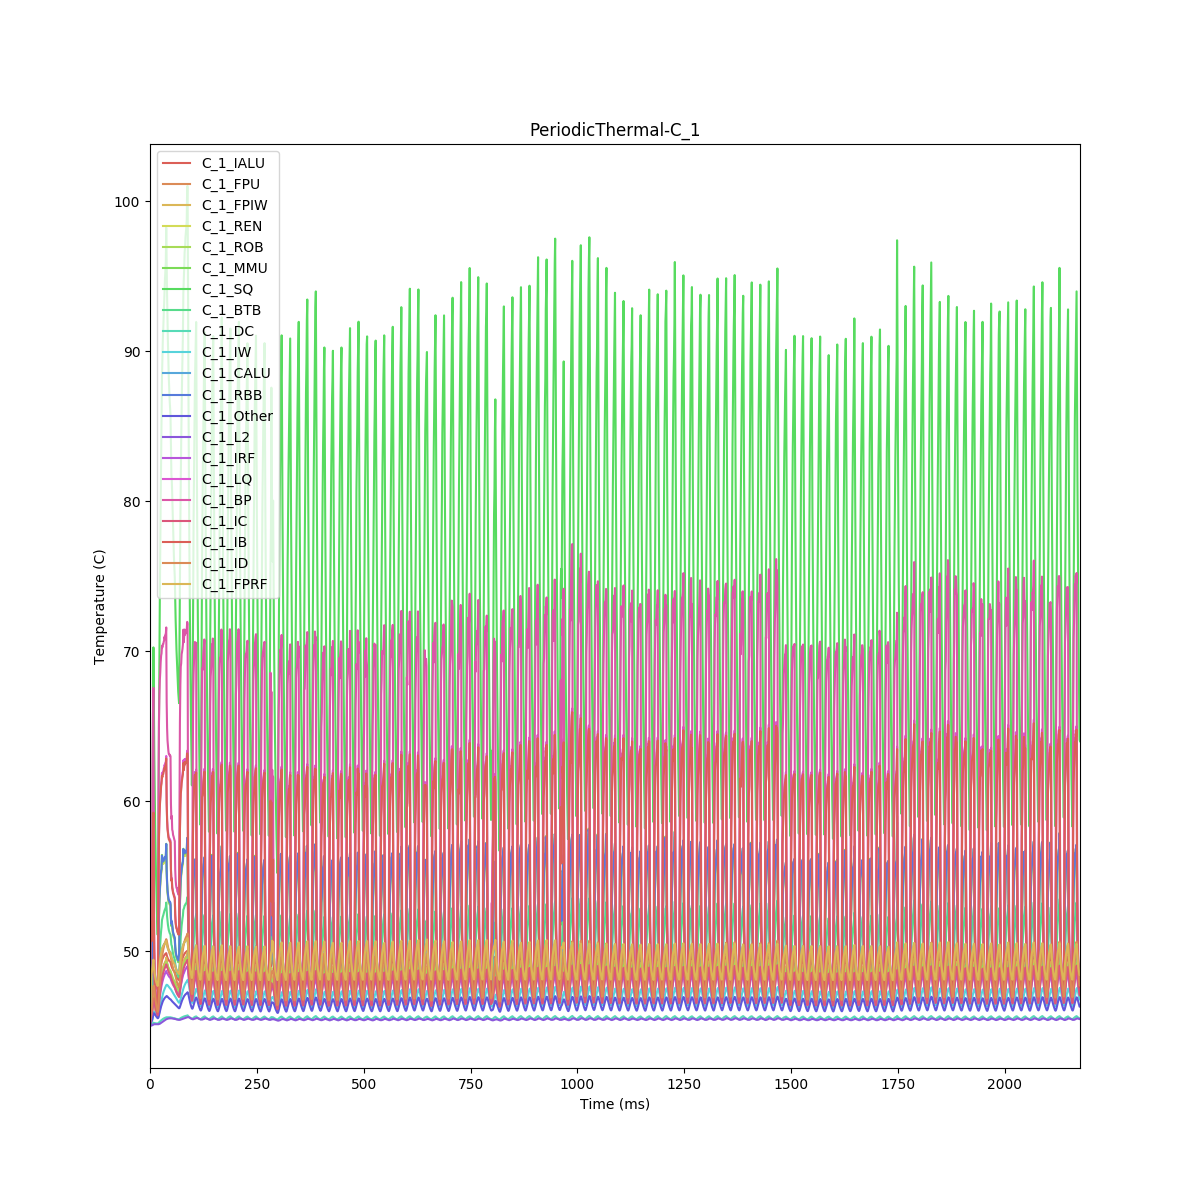 PeriodicThermal-C_1
C_1_IALU
C_1_FPU
C_1_FPIW
C_1_REN
C_1_ROB
C_1_MMU
C_1_SQ
C_1_BTB
C_1_DC
C_1_IW
C_1_CALU
C_1_RBB
C_1_Other
C_1_L2
C_1_IRF
C_1_LQ
C_1_BP
C_1_IC
C_1_IB
C_1_ID
C_1_FPRF
100
90
80
70
60
50
Temperature (C)
0 250 500 750 1000 1250 1500 1750 2000
Time (ms)